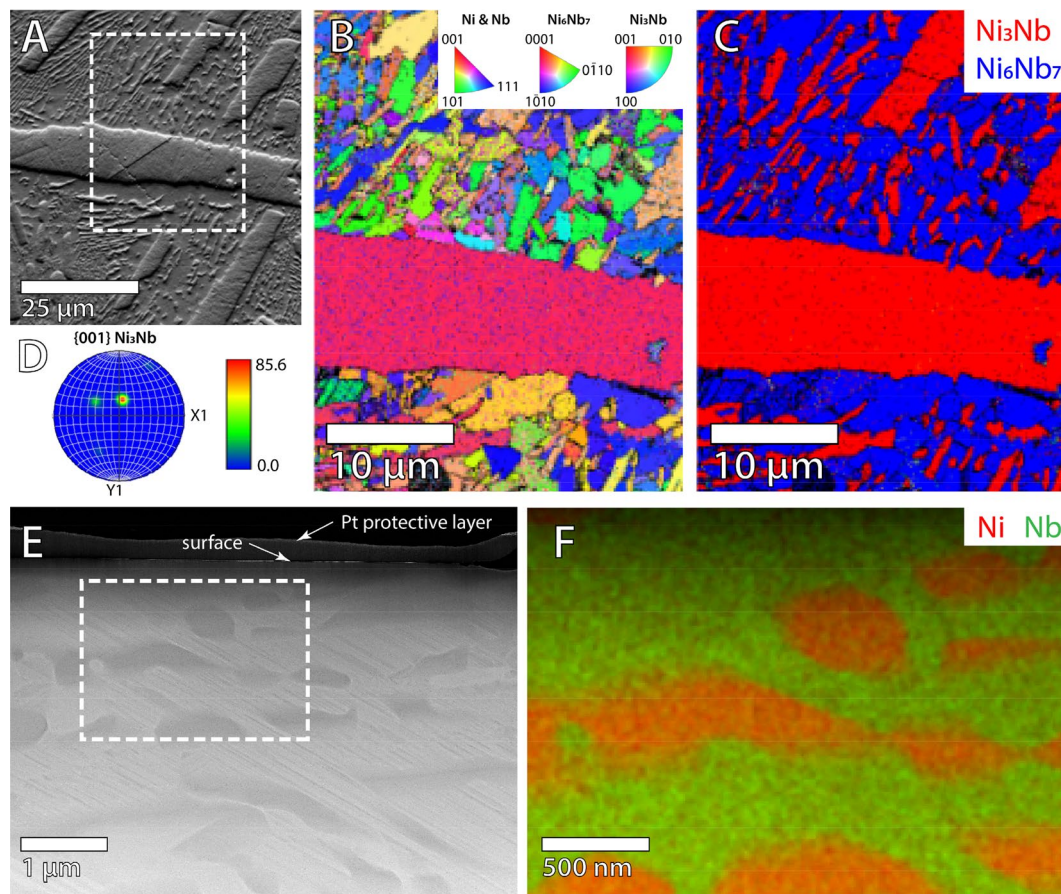 A
25 μm
B
Ni & Nb
Ni₆Nb₇
Ni₃Nb
001
111
101
0001
01̄10
1̄010
001 010
100
10 μm
C
Ni₃Nb
Ni₆Nb₇
10 μm
D
{001} Ni₃Nb
85.6
0.0
X1
Y1
E
Pt protective layer
surface
1 μm
F
Ni Nb
500 nm